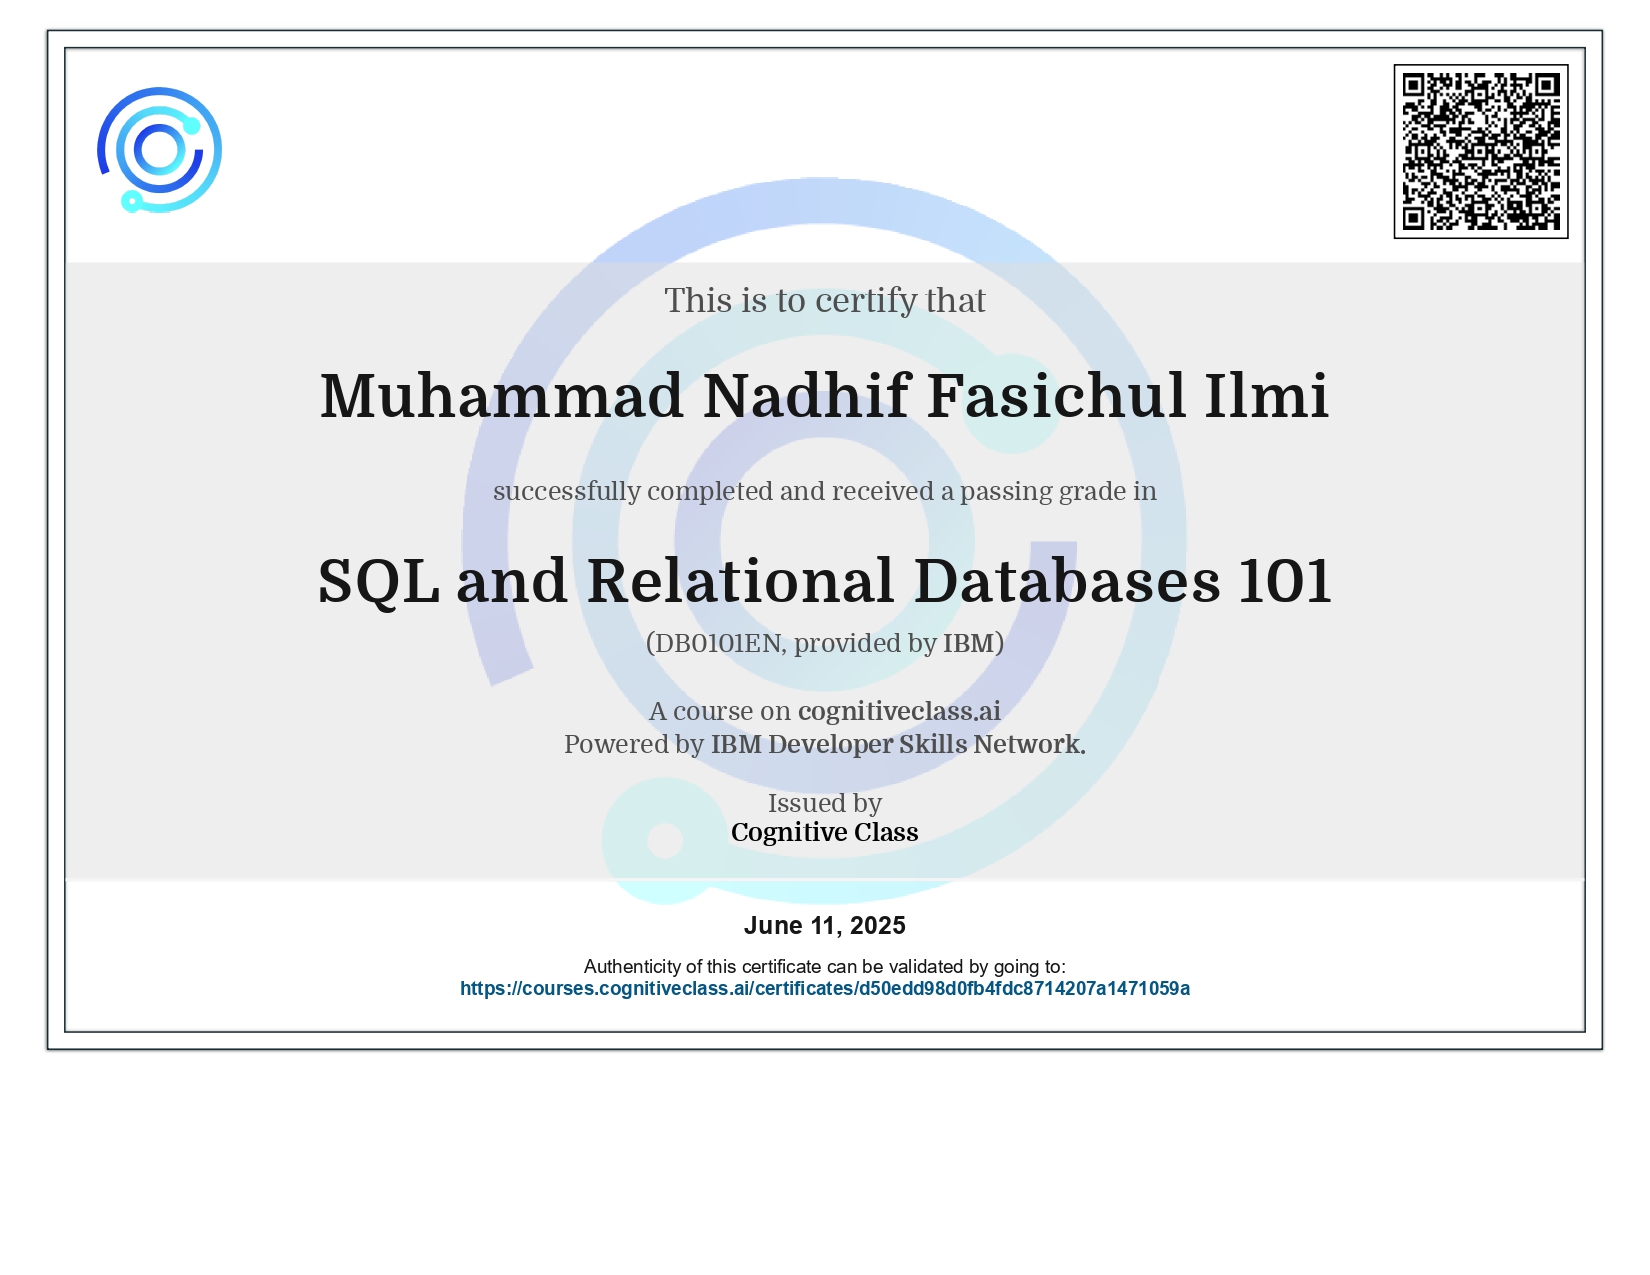 This is to certify that
Muhammad Nadhif Fasichul Ilmi
successfully completed and received a passing grade in
SQL and Relational Databases 101
(DB0101EN, provided by IBM)
A course on cognitiveclass.ai
Powered by IBM Developer Skills Network.
Issued by
Cognitive Class
June 11, 2025
Authenticity of this certificate can be validated by going to:
https://courses.cognitiveclass.ai/certificates/d50edd98d0fb4fdc8714207a1471059a